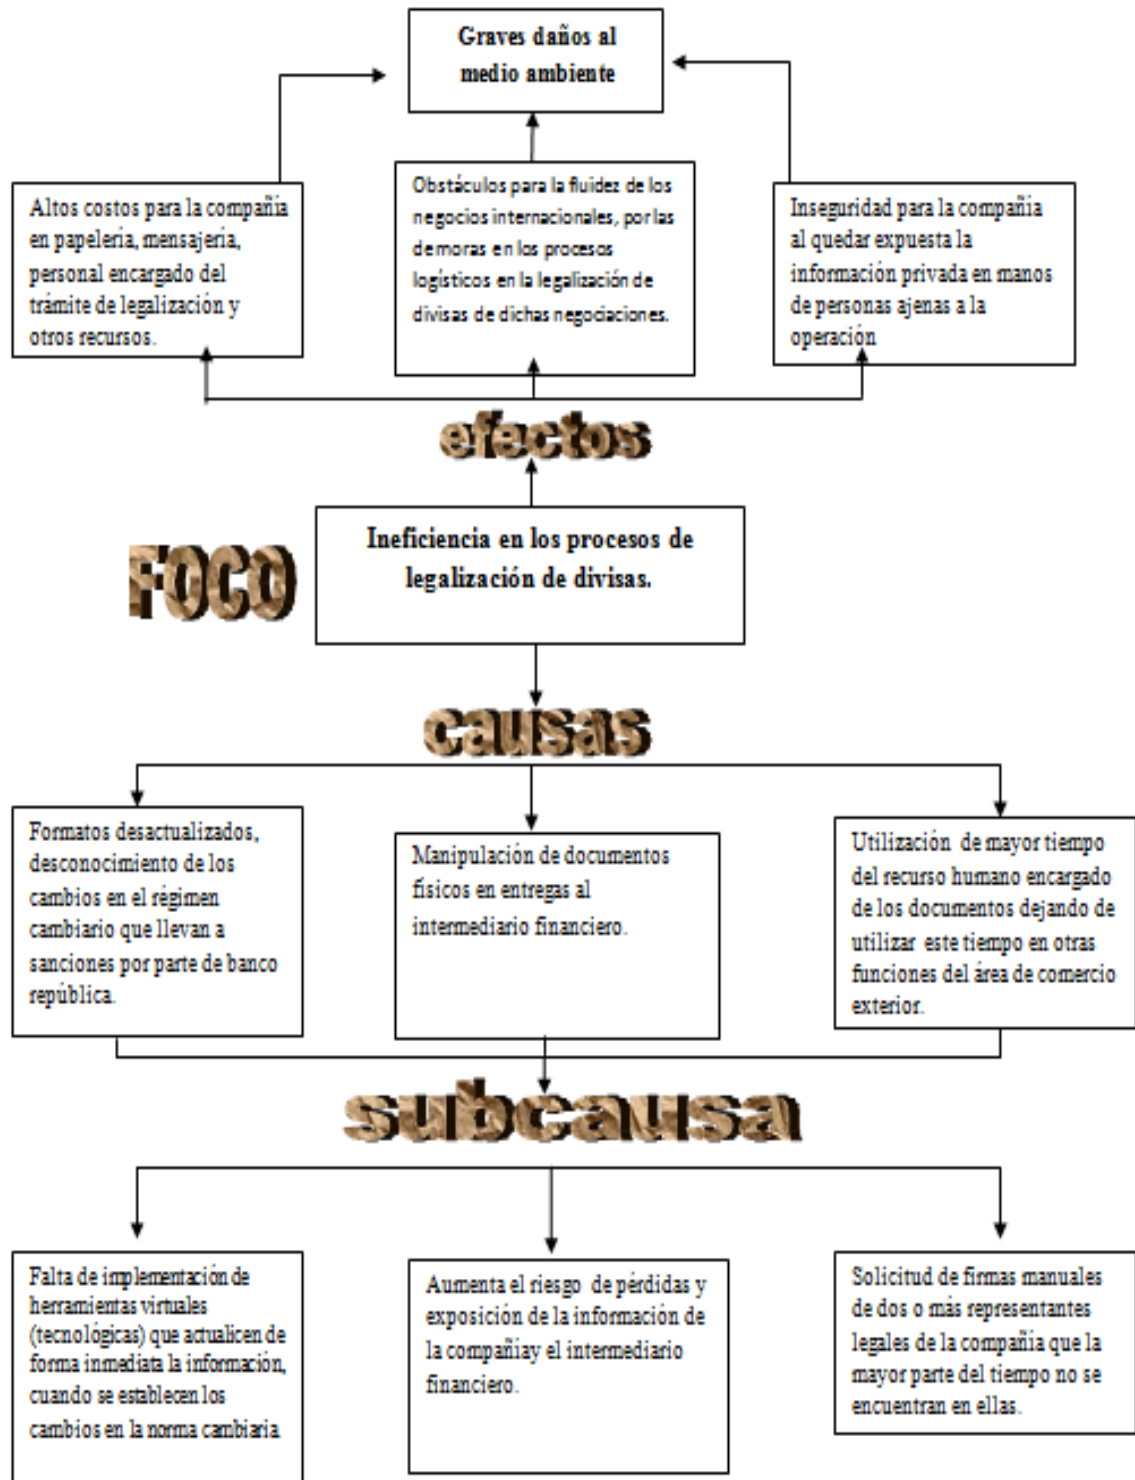 Graves daños al
medio ambiente
Altos costos para la compañia
en papeleria, mensajeria,
personal encargado del
trámite de legalización y
otros recursos.
Obstáculos para la fluidez de los
negocios internacionales, por las
demoras en los procesos
logísticos en la legalización de
divisas de dichas negociaciones.
Inseguridad para la compañia
al quedar expuesta la
información privada en manos
de personas ajenas a la
operación
efectos
FOCO
Ineficiencia en los procesos de
legalización de divisas.
causas
Formatos desactualizados,
desconocimiento de los
cambios en el régimen
cambiario que llevan a
sanciones por parte de banco
república.
Manipulación de documentos
físicos en entregas al
intermediario financiero.
Utilización de mayor tiempo
del recurso humano encargado
de los documentos dejando de
utilizar este tiempo en otras
funciones del área de comercio
exterior.
subcausa
Falta de implementación de
herramientas virtuales
(tecnológicas) que actualicen de
forma inmediata la información,
cuando se establecen los
cambios en la norma cambiaria
Aumenta el riesgo de pérdidas y
exposición de la información de
la compañiay el intermediario
financiero.
Solicitud de firmas manuales
de dos o más representantes
legales de la compañia que la
mayor parte del tiempo no se
encuentran en ellas.